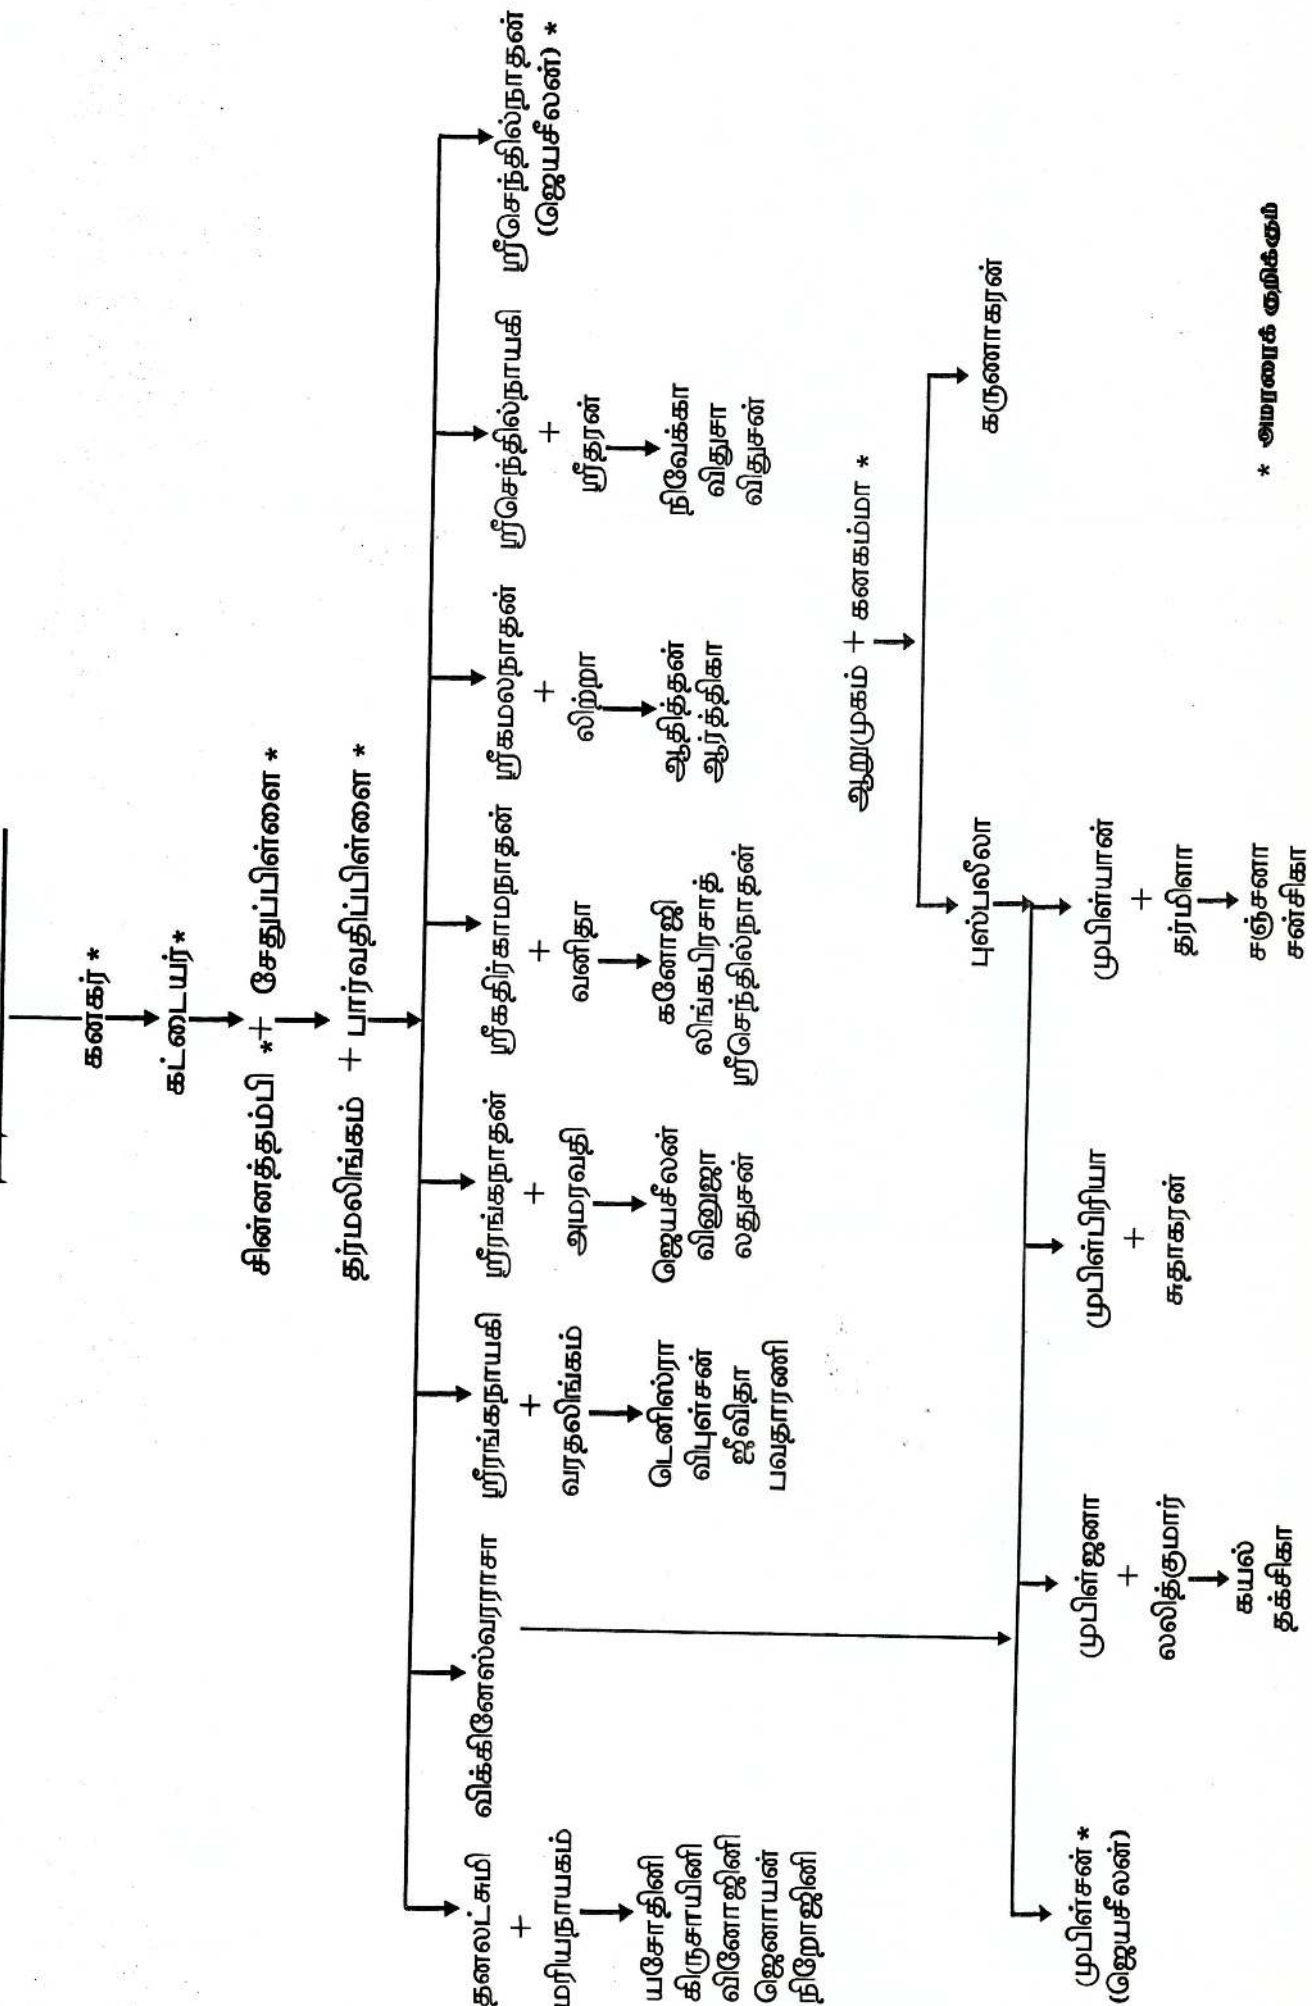 கனகர் *
கட்டையர்*
சின்னத்தம்பி *+ சேதுப்பிள்ளை *
தர்மலிங்கம் + பார்வதிப்பிள்ளை *
தனலட்சுமி
+
மரியநாயகம்
யசோதினி
கிருசாயினி
வினோஜினி
ஜெனாயன்
நிறோஜினி
விக்கினேஸ்வரராசா
ஸ்ரீரங்கநாயகி
+
வரதலிங்கம்
டெனிஸ்ரா
விபுள்சன்
ஜீவிதா
பவதாரணி
ஸ்ரீரங்கநாதன்
+
அமரவதி
ஜெயசீலன்
வினுஜா
லதுசன்
ஸ்ரீகதிர்காமநாதன்
+
வனிதா
கனோஜி
லிங்கபிரசாத்
ஸ்ரீசெந்தில்நாதன்
ஸ்ரீகமலநாதன்
+
லிற்றா
ஆதித்தன்
ஆர்த்திகா
ஸ்ரீசெந்தில்நாயகி
+
ஸ்ரீதரன்
நிவேக்கா
விதுசா
விதுசன்
ஸ்ரீசெந்தில்நாதன்
(ஜெயசீலன்) *
ஆறுமுகம் + கனகம்மா *
புஸ்பலீலா
கருணாகரன்
முபிள்சன் *
(ஜெயசீலன்)
முபிள்ஜனா
+
லலித்குமார்
கயல்
தக்சிகா
முபிள்பிரியா
+
சுதாகரன்
முபிள்யான்
+
தர்மிளா
சஞ்சனா
சன்சிகா
* அமரரைக் குறிக்கும்